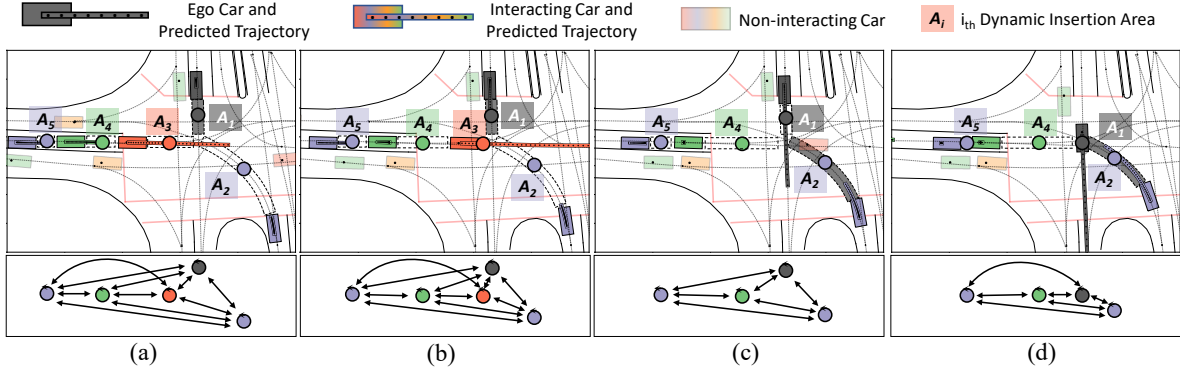 Ego Car and
Predicted Trajectory
Interacting Car and
Predicted Trajectory
Non-interacting Car
A_i
i_th Dynamic Insertion Area
A5 A4 A3 A1
A2
A5 A4 A3 A1
A2
A5 A4 A1
A2
A5 A4 A1
A2
(a) (b) (c) (d)